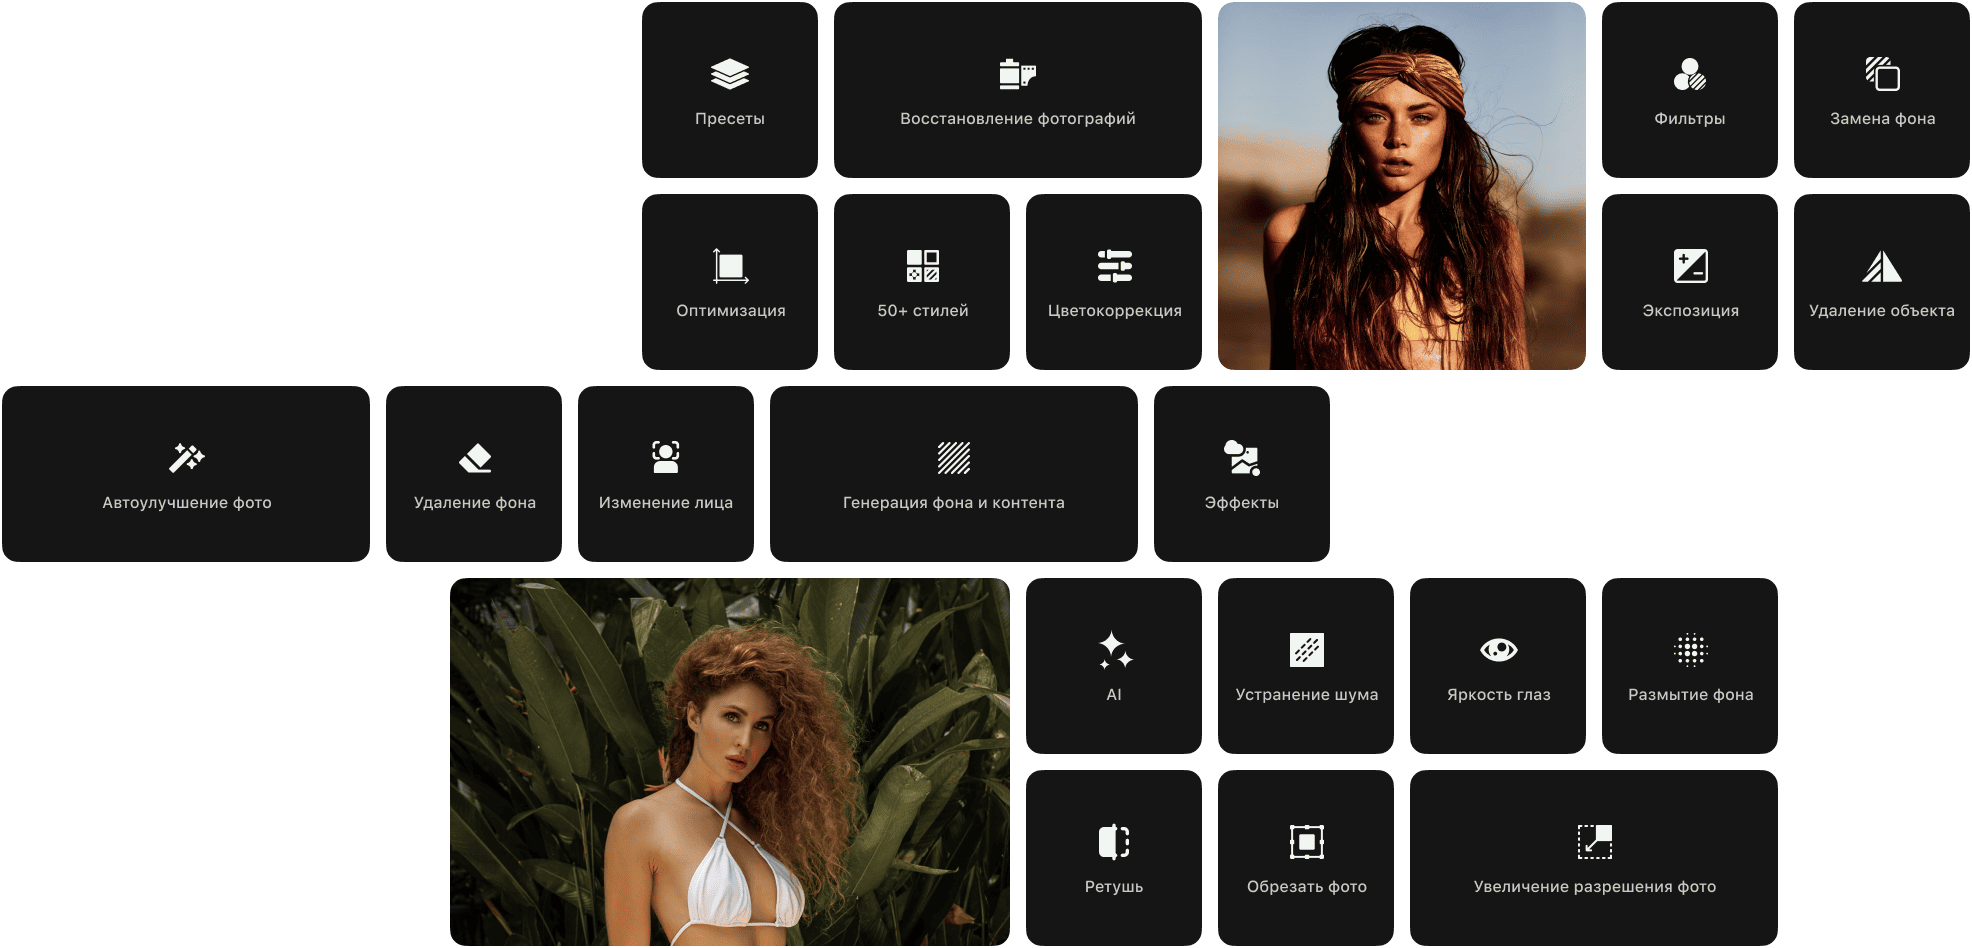 Пресеты
Восстановление фотографий
Фильтры
Замена фона
Оптимизация
50+ стилей
Цветокоррекция
Экспозиция
Удаление объекта
Автоулучшение фото
Удаление фона
Изменение лица
Генерация фона и контента
Эффекты
AI
Устранение шума
Яркость глаз
Размытие фона
Ретушь
Обрезать фото
Увеличение разрешения фото